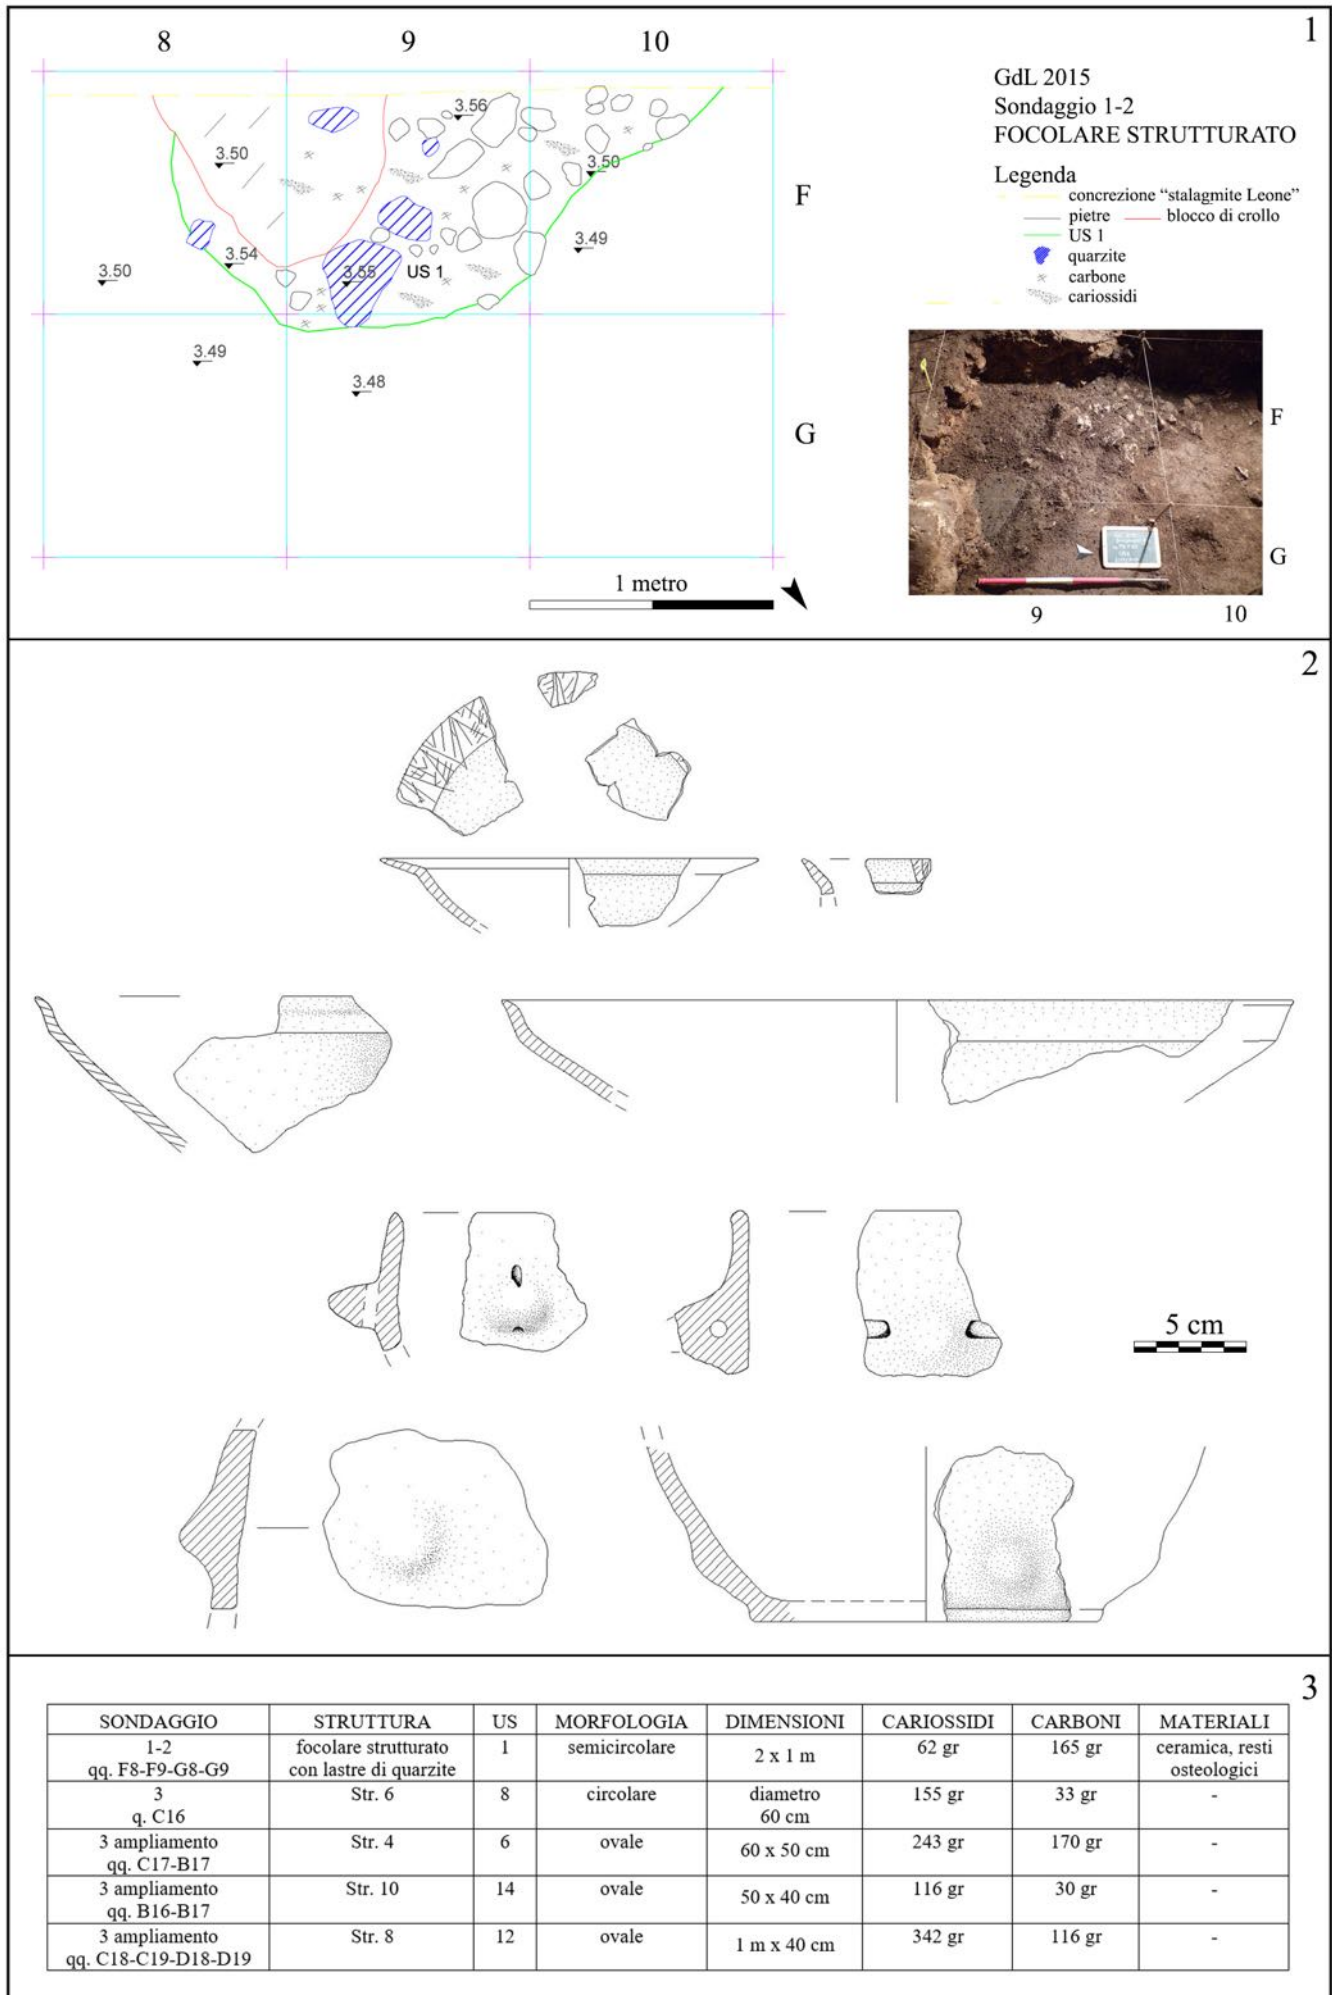 1
8 9 10
GdL 2015
Sondaggio 1-2
FOCOLARE STRUTTURATO
Legenda
concrezione “stalagmite Leone”
pietre blocco di crollo
US 1
quarzite
carbone
cariossidi
3.56
3.50
3.50
F
3.49
3.54
3.50
3.55 US 1
3.49
3.48
G
1 metro
F
G
9 10
2
5 cm
3
SONDAGGIO STRUTTURA US MORFOLOGIA DIMENSIONI CARIOSSIDI CARBONI MATERIALI
1-2 focolare strutturato 1 semicircolare 2 x 1 m 62 gr 165 gr ceramica, resti
qq. F8-F9-G8-G9 con lastre di quarzite osteologici
3 Str. 6 8 circolare diametro 155 gr 33 gr -
q. C16 60 cm
3 ampliamento Str. 4 6 ovale 60 x 50 cm 243 gr 170 gr -
qq. C17-B17
3 ampliamento Str. 10 14 ovale 50 x 40 cm 116 gr 30 gr -
qq. B16-B17
3 ampliamento Str. 8 12 ovale 1 m x 40 cm 342 gr 116 gr -
qq. C18-C19-D18-D19